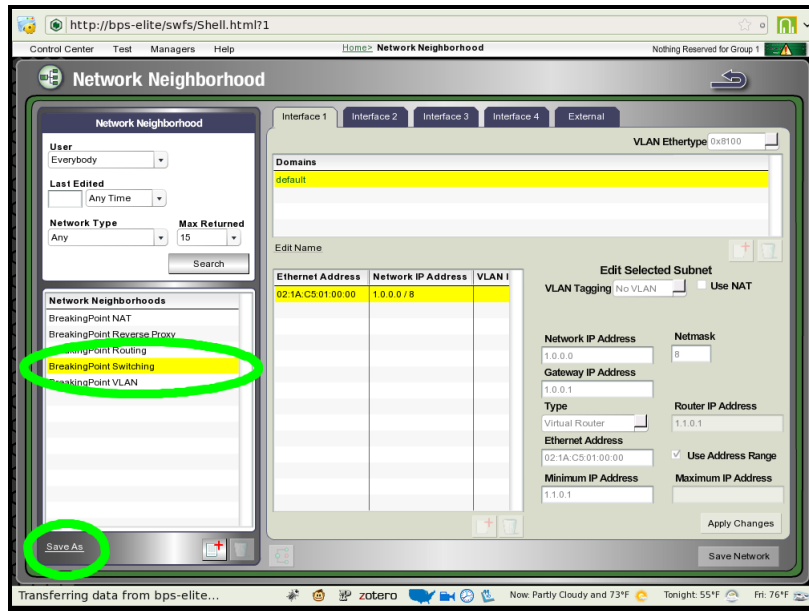 http://bps-elite/swfs/Shell.html?1
Control Center Test Managers Help Home> Network Neighborhood Nothing Reserved for Group 1
Network Neighborhood
Network Neighborhood
User
Everybody
Last Edited
Any Time
Network Type Max Returned
Any 15
Search
Network Neighborhoods
BreakingPoint NAT
BreakingPoint Reverse Proxy
BreakingPoint Routing
BreakingPoint Switching
BreakingPoint VLAN
Save As
Interface 1 Interface 2 Interface 3 Interface 4 External
VLAN Ethertype 0x8100
Domains
default
Edit Name
Ethernet Address Network IP Address VLAN I
02:1A:C5:01:00:00 1.0.0.0 / 8
Edit Selected Subnet
VLAN Tagging No VLAN Use NAT
Network IP Address Netmask
1.0.0.0 8
Gateway IP Address
1.0.0.1
Type Router IP Address
Virtual Router 1.1.0.1
Ethernet Address
02:1A:C5:01:00:00 Use Address Range
Minimum IP Address Maximum IP Address
1.1.0.1
Apply Changes
Save Network
Transferring data from bps-elite... zotero Now: Partly Cloudy and 73°F Tonight: 55°F Fri: 76°F